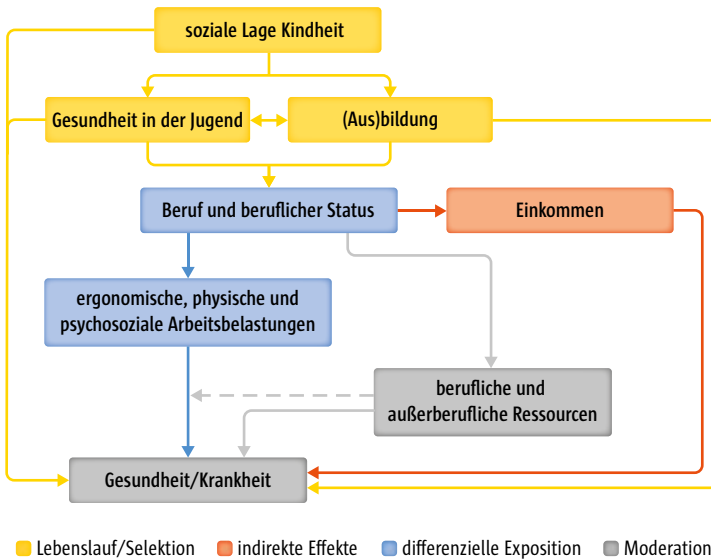 soziale Lage Kindheit
Gesundheit in der Jugend
(Aus)bildung
Beruf und beruflicher Status
Einkommen
ergonomische, physische und
psychosoziale Arbeitsbelastungen
berufliche und
außerberufliche Ressourcen
Gesundheit/Krankheit
Lebenslauf/Selektion
indirekte Effekte
differenzielle Exposition
Moderation